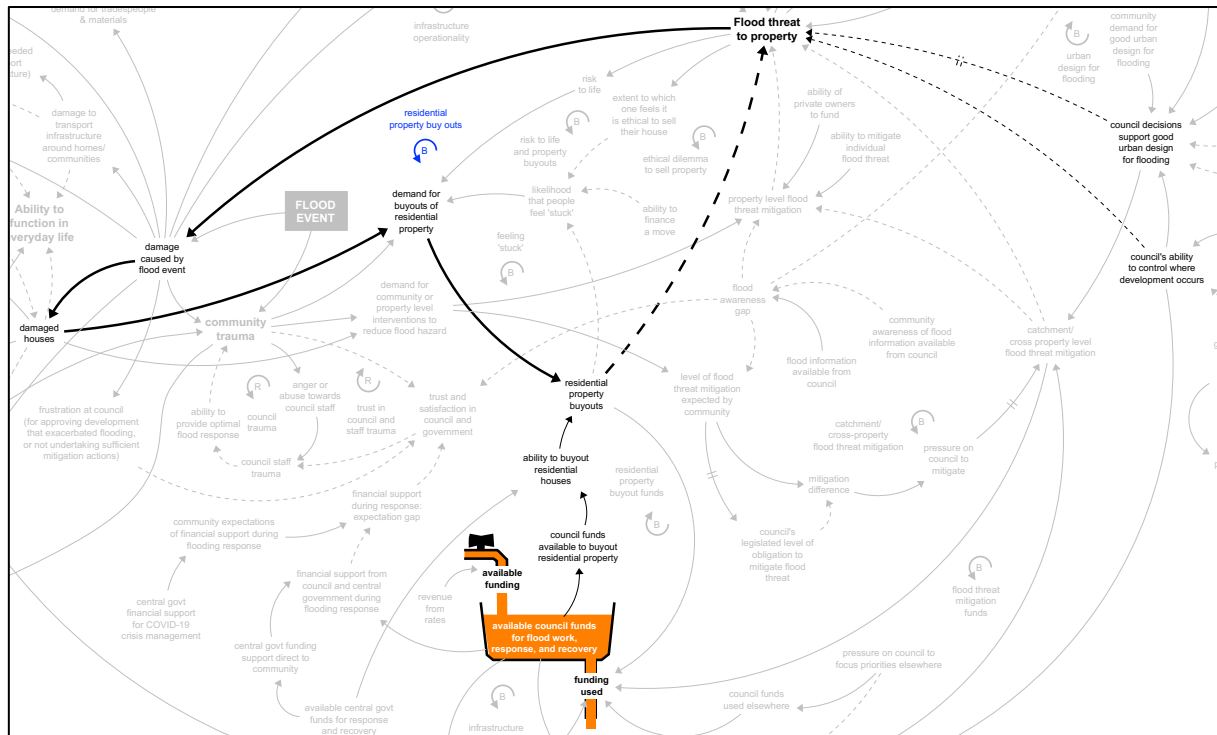 demand for tradespeople
& materials
infrastructure
operationality
Flood threat
to property
B
urban
design for
flooding
community
demand for
good urban
design for
flooding
eeded
ort
cture)
damage to
transport
infrastructure
around homes/
communities
residential
property buy outs
B
risk
to life
extent to which
one feels it
is ethical to sell
their house
B
risk to life
and property
buyouts
B
ethical dilemma
to sell property
ability of
private owners
to fund
ability to mitigate
individual
flood threat
council decisions
support good
urban design
for flooding
Ability to
function in
everyday life
FLOOD
EVENT
demand for
buyouts of
residential
property
likelihood
that people
feel 'stuck'
ability to
finance
a move
property level flood
threat mitigation
damage
caused by
flood event
feeling
'stuck'
B
council's ability
to control where
development occurs
demand for
community or
property level
interventions to
reduce flood hazard
flood
awareness
gap
damaged
houses
community
trauma
community
awareness of flood
information available
from council
catchment/
cross property level
flood threat mitigation
g
flood information
available from
council
R
council
trauma
anger or
abuse towards
council staff
R
trust in
council and
staff trauma
trust and
satisfaction in
council and
government
residential
property
buyouts
level of flood
threat mitigation
expected by
community
frustration at council
(for approving development
that exacerbated flooding,
or not undertaking sufficient
mitigation actions)
ability to
provide optimal
flood response
council staff
trauma
catchment/
cross-property
flood threat mitigation
B
pressure on
council to
mitigate
p
ability to buyout
residential
houses
residential
property
buyout funds
B
mitigation
difference
financial support
during response:
expectation gap
community expectations
of financial support during
flooding response
council funds
available to buyout
residential property
council's
legislated level of
obligation to
mitigate flood
threat
B
flood threat
mitigation
funds
available
funding
financial support from
council and central
government during
flooding response
revenue
from
rates
central govt
financial support
for COVID-19
crisis management
available council funds
for flood work,
response, and recovery
central govt funding
support direct to
community
pressure on council to
focus priorities elsewhere
funding
used
B
infrastructure
council funds
used elsewhere
available central govt
funds for response
and recovery